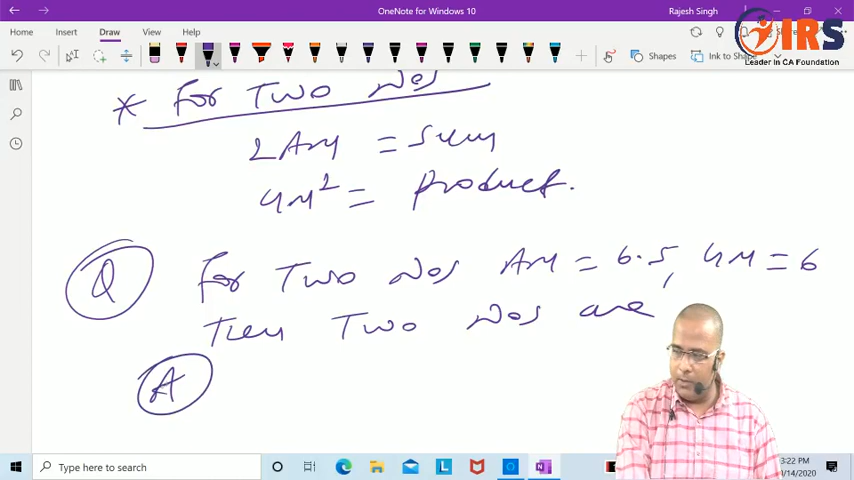 OneNote for Windows 10
Rajesh Singh
Home Insert Draw View Help
Shapes Ink to Shape
IRS
Leader in CA Foundation
* For Two Nos
2AM = Sum
GM² = Product.
Q For Two Nos AM = 6.5, GM = 6
Then Two Nos are
A
Type here to search
3:22 PM
/14/2020